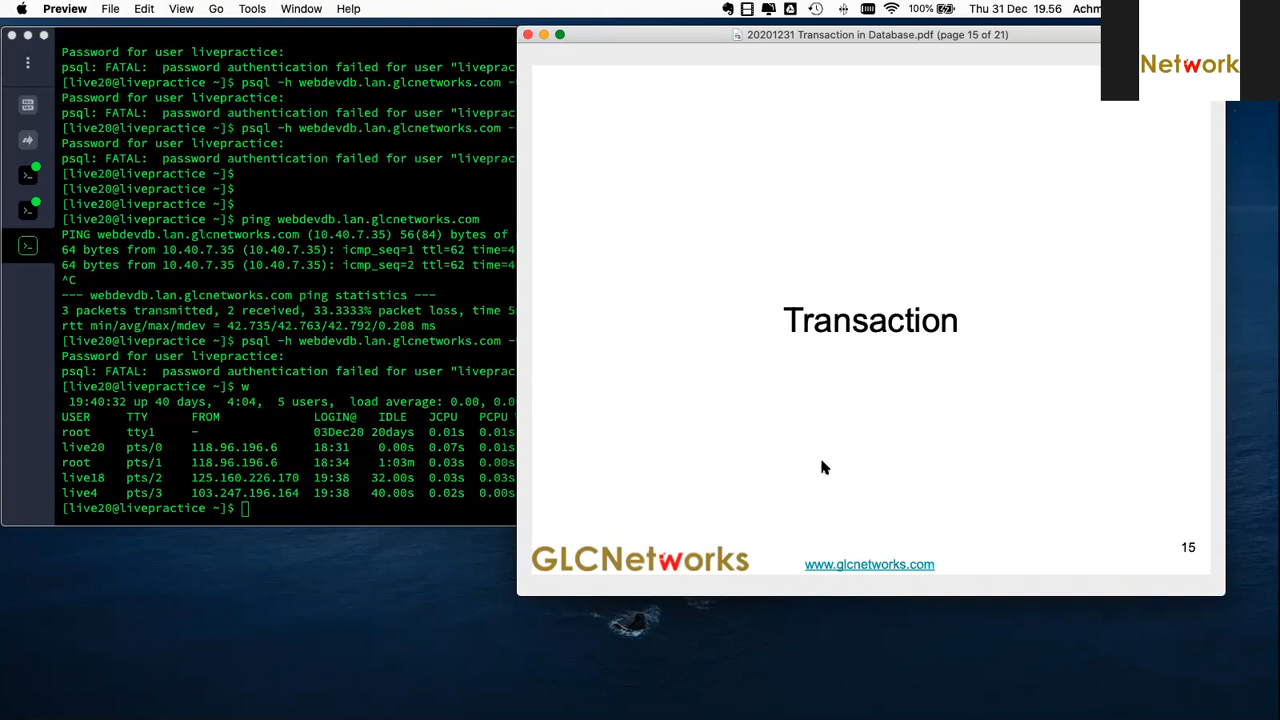 Preview File Edit View Go Tools Window Help 100% Thu 31 Dec 19.56 Achm
Password for user livepractice:
psql: FATAL: password authentication failed for user "liveprac
[live20@livepractice ~]$ psql -h webdevdb.lan.glcnetworks.com -
Password for user livepractice:
psql: FATAL: password authentication failed for user "liveprac
[live20@livepractice ~]$ psql -h webdevdb.lan.glcnetworks.com -
Password for user livepractice:
psql: FATAL: password authentication failed for user "liveprac
[live20@livepractice ~]$
[live20@livepractice ~]$
[live20@livepractice ~]$
[live20@livepractice ~]$ ping webdevdb.lan.glcnetworks.com
PING webdevdb.lan.glcnetworks.com (10.40.7.35) 56(84) bytes of
64 bytes from 10.40.7.35 (10.40.7.35): icmp_seq=1 ttl=62 time=4
64 bytes from 10.40.7.35 (10.40.7.35): icmp_seq=2 ttl=62 time=4
^C
--- webdevdb.lan.glcnetworks.com ping statistics ---
3 packets transmitted, 2 received, 33.3333% packet loss, time 5
rtt min/avg/max/mdev = 42.735/42.763/42.792/0.208 ms
[live20@livepractice ~]$ psql -h webdevdb.lan.glcnetworks.com -
Password for user livepractice:
psql: FATAL: password authentication failed for user "liveprac
[live20@livepractice ~]$ w
19:40:32 up 40 days, 4:04, 5 users, load average: 0.00, 0.0
USER TTY FROM LOGIN@ IDLE JCPU PCPU
root tty1 - 03Dec20 20days 0.01s 0.01s
live20 pts/0 118.96.196.6 18:31 0.00s 0.07s 0.01s
root pts/1 118.96.196.6 18:34 1:03m 0.03s 0.00s
live18 pts/2 125.160.226.170 19:38 32.00s 0.03s 0.03s
live4 pts/3 103.247.196.164 19:38 40.00s 0.02s 0.00s
[live20@livepractice ~]$
20201231 Transaction in Database.pdf (page 15 of 21)
Network
Transaction
15
GLCNetworks www.glcnetworks.com